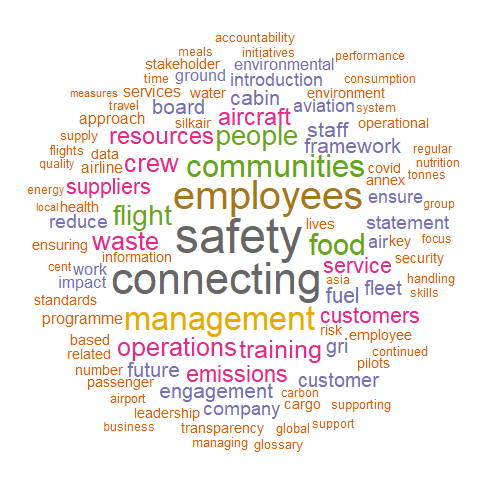 accountability
meals initiatives
stakeholder environmental performance
time ground introduction consumption
measures services water cabin environment
travel board aircraft aviation system
approach silkair staff operational
supply resources people framework
flights data crew communities covid regular
quality airline annex nutrition
energy suppliers employees ensure tonnes
local health flight group
reduce waste safety lives statement
ensuring information food air key focus
cent work connecting asia service security
impact fuel fleet handling
standards management customers skills
programme risk employee
based operations training gri continued
related pilots
number future emissions customer
passenger engagement carbon
airport leadership company cargo supporting
business transparency global support
managing glossary